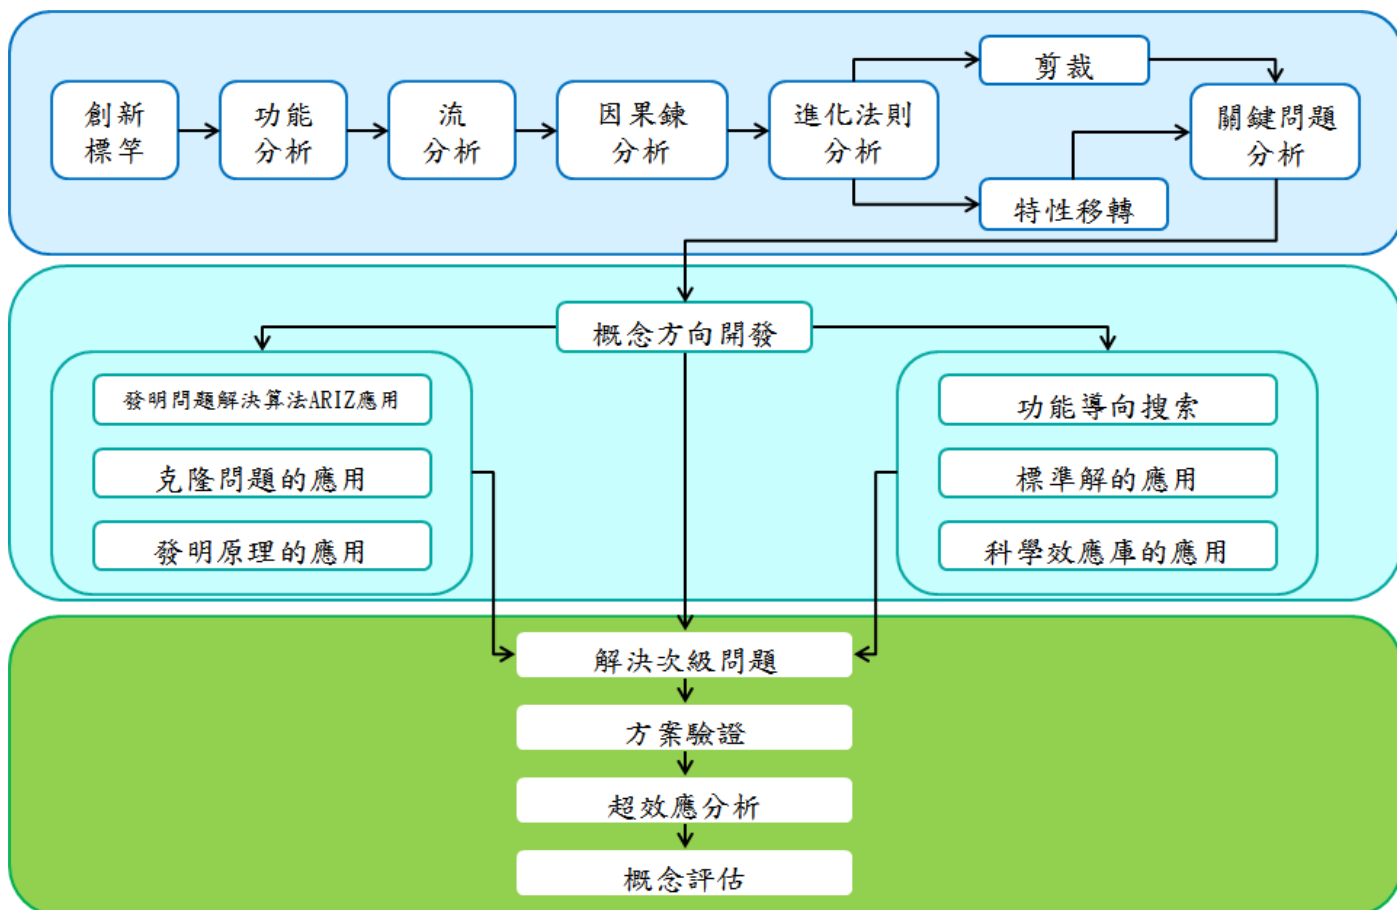 創新
標竿
功能
分析
流
分析
因果鍊
分析
進化法則
分析
剪裁
特性移轉
關鍵問題
分析
概念方向開發
發明問題解決算法ARIZ應用
克隆問題的應用
發明原理的應用
功能導向搜索
標準解的應用
科學效應庫的應用
解決次級問題
方案驗證
超效應分析
概念評估